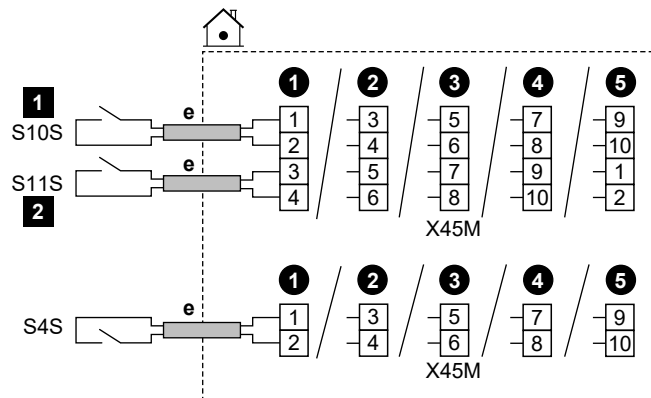 1 2 3 4 5
1 e 1 3 5 7 9
S10S 2 4 6 8 10
e 3 5 7 9 1
S11S 4 6 8 10 2
2 X45M
1 2 3 4 5
e 1 3 5 7 9
S4S 2 4 6 8 10
X45M